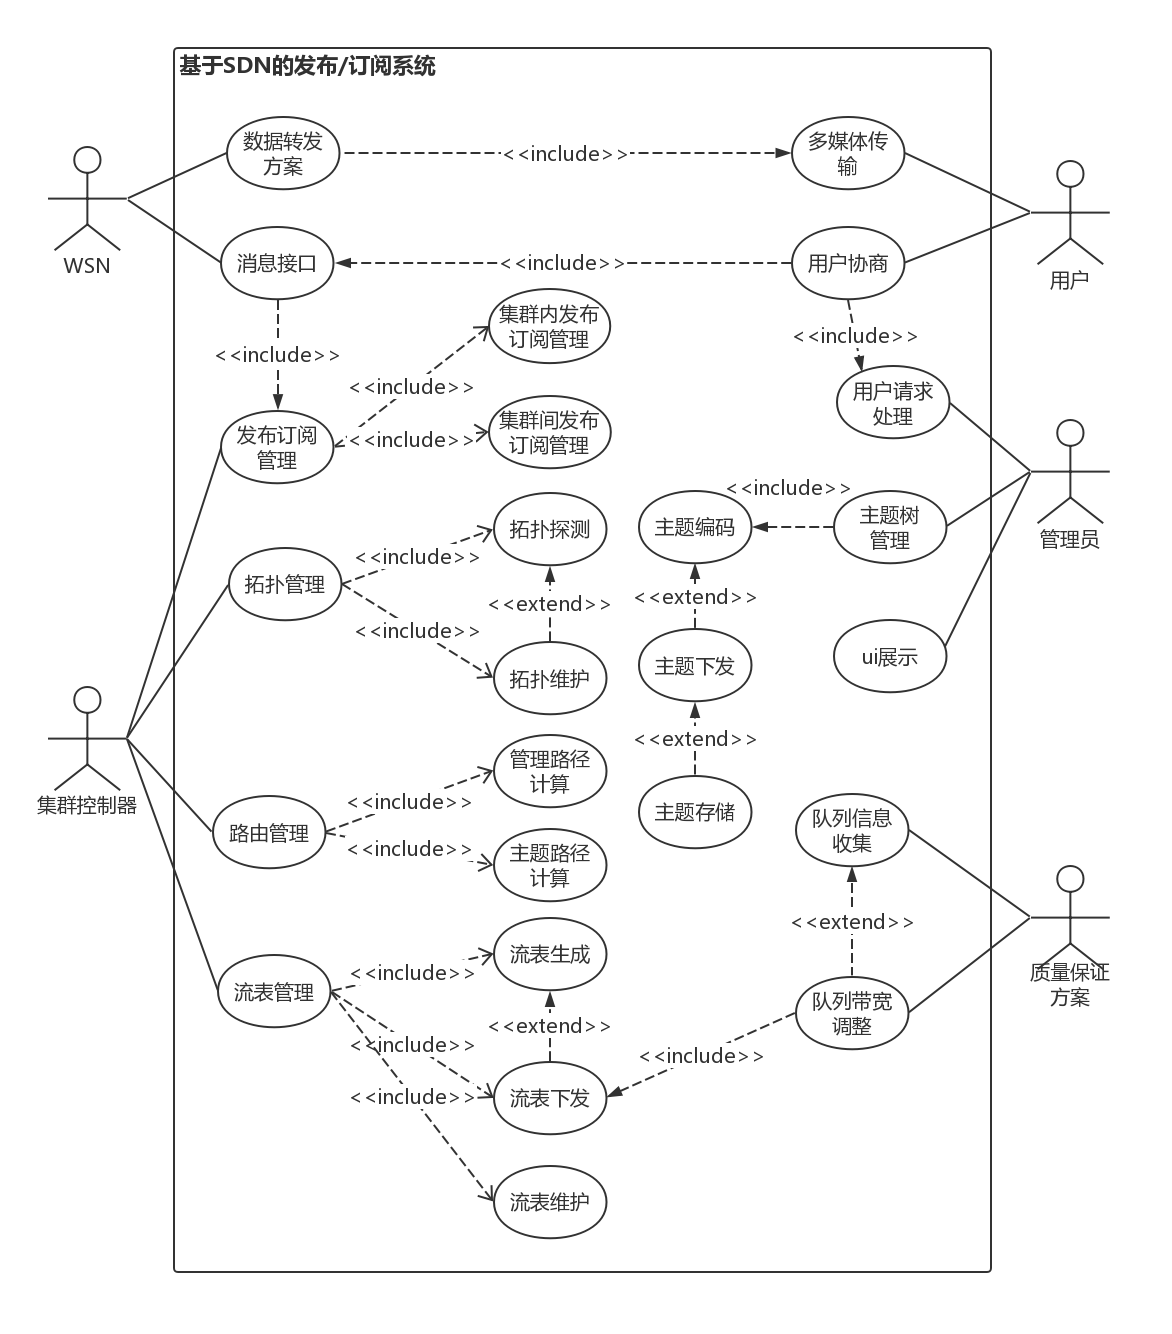 基于SDN的发布/订阅系统
数据转发
方案
<<include>>
多媒体传
输
WSN
用户
消息接口
<<include>>
用户协商
<<include>>
集群内发布
订阅管理
<<include>>
<<include>>
用户请求
处理
发布订阅
管理
<<include>>
<<include>>
集群间发布
订阅管理
管理员
拓扑管理
<<include>>
<<include>>
拓扑探测
<<extend>>
拓扑维护
<<include>>
主题编码
主题树
管理
<<extend>>
主题下发
ui展示
<<extend>>
主题存储
集群控制器
路由管理
<<include>>
<<include>>
管理路径
计算
主题路径
计算
队列信息
收集
<<extend>>
队列带宽
调整
质量保证
方案
流表管理
<<include>>
<<include>>
<<include>>
流表生成
<<extend>>
流表下发
<<include>>
流表维护